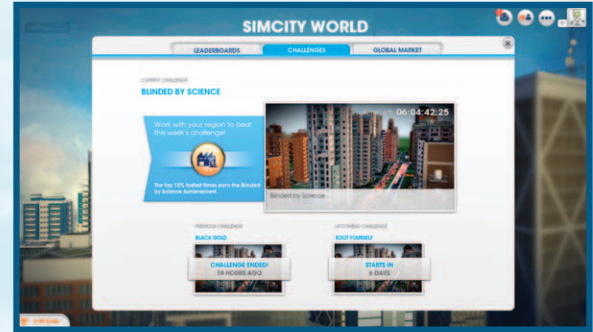 SIMCITY WORLD
LEADERBOARDS
CHALLENGES
GLOBAL MARKET
CURRENT CHALLENGE
BLINDED BY SCIENCE
Work with your region to beat
this week's challenge!
The top 10% fastest times earn the Blinded
by Science Achievement.
06:04:42:25
Blinded by Science
PREVIOUS CHALLENGE
BLACK GOLD
CHALLENGE ENDED!
19 HOURS AGO
UPCOMING CHALLENGE
SOOT YOURSELF
STARTS IN
6 DAYS